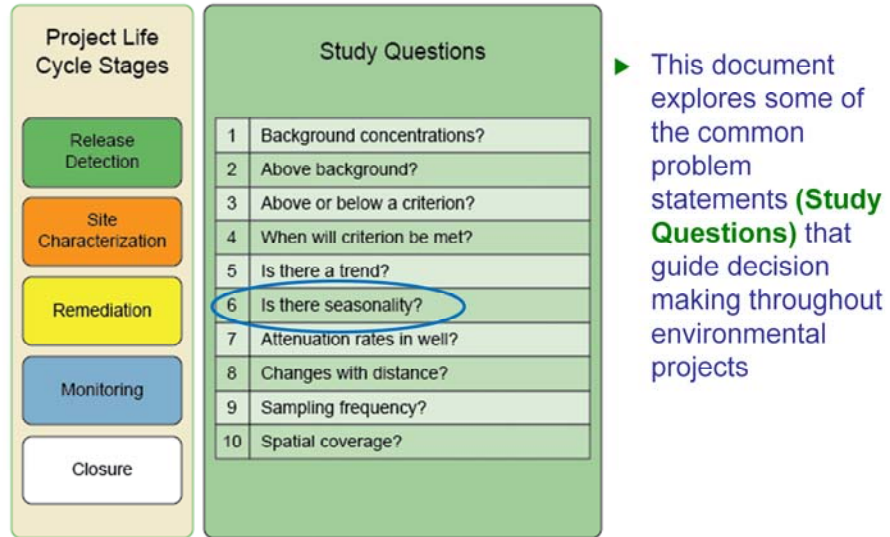 Project Life
Cycle Stages
Release
Detection
Site
Characterization
Remediation
Monitoring
Closure
Study Questions
1 Background concentrations?
2 Above background?
3 Above or below a criterion?
4 When will criterion be met?
5 Is there a trend?
6 Is there seasonality?
7 Attenuation rates in well?
8 Changes with distance?
9 Sampling frequency?
10 Spatial coverage?
This document
explores some of
the common
problem
statements (Study
Questions) that
guide decision
making throughout
environmental
projects